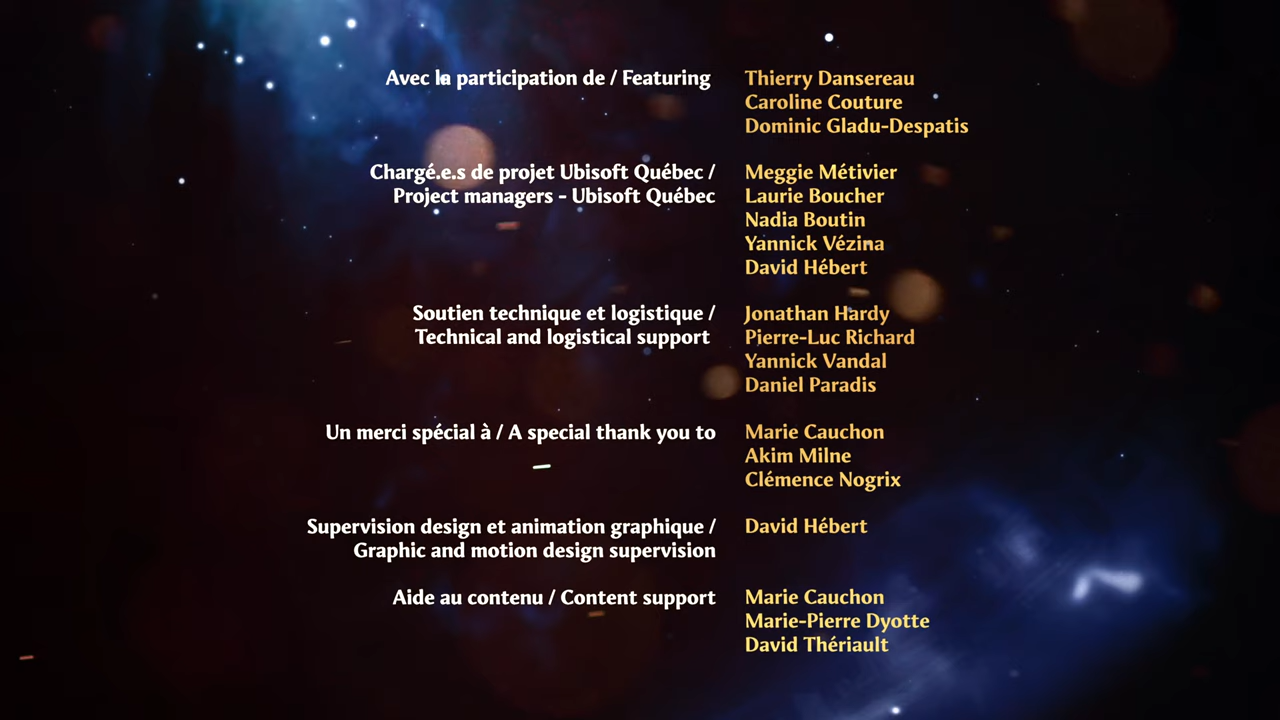 Avec la participation de / Featuring Thierry Dansereau
Caroline Couture
Dominic Gladu-Despatis
Chargé.e.s de projet Ubisoft Québec / Meggie Métivier
Project managers - Ubisoft Québec Laurie Boucher
Nadia Boutin
Yannick Vézina
David Hébert
Soutien technique et logistique / Jonathan Hardy
Technical and logistical support Pierre-Luc Richard
Yannick Vandal
Daniel Paradis
Un merci spécial à / A special thank you to Marie Cauchon
Akim Milne
Clémence Nogrix
Supervision design et animation graphique / David Hébert
Graphic and motion design supervision
Aide au contenu / Content support Marie Cauchon
Marie-Pierre Dyotte
David Thériault